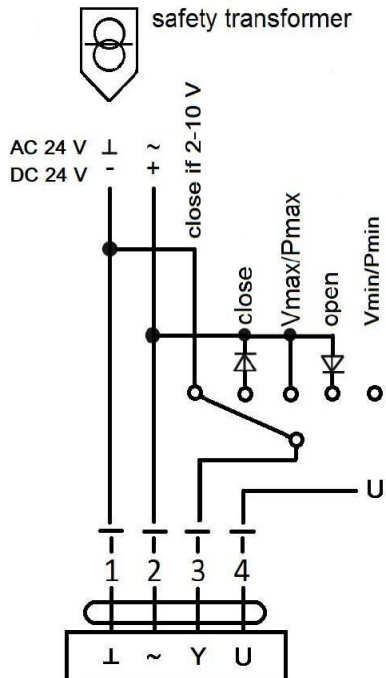 safety transformer
AC 24 V ⊥ ~
DC 24 V - +
close if 2-10 V
close
Vmax/Pmax
open
Vmin/Pmin
U
1 2 3 4
⊥ ~ Y U